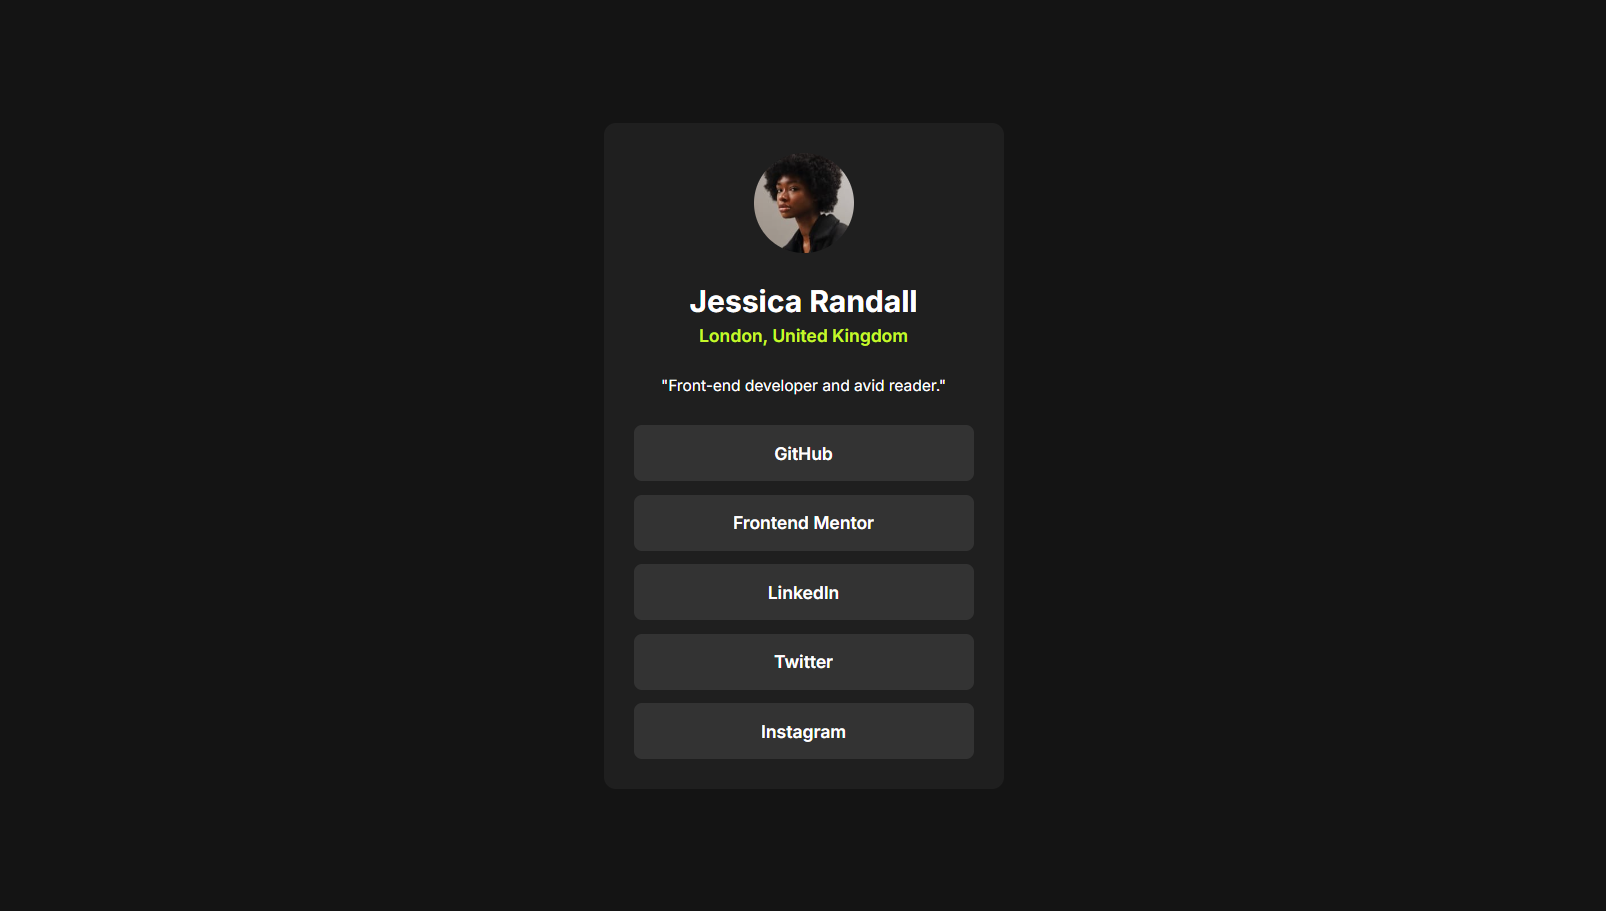 Jessica Randall
London, United Kingdom
"Front-end developer and avid reader."
GitHub
Frontend Mentor
LinkedIn
Twitter
Instagram